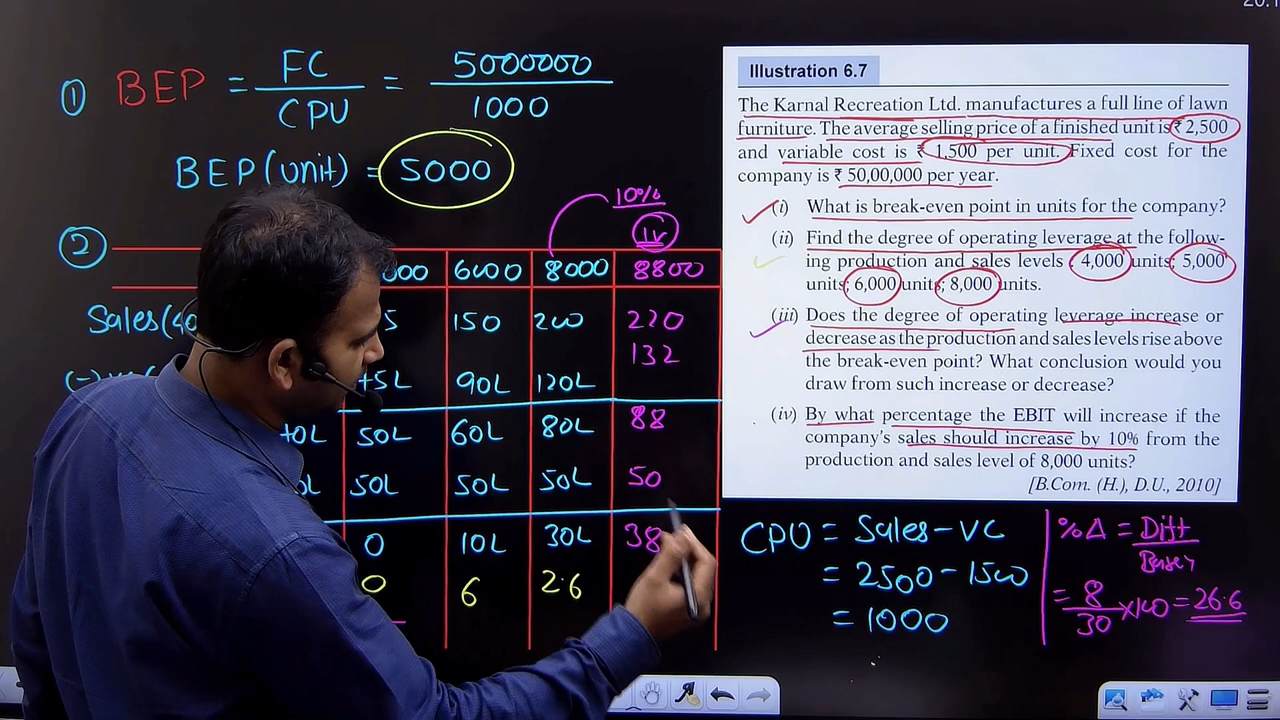 20:1
① BEP = FC / CPU = 5000000 / 1000
BEP (unit) = 5000
10%
iv
②
000 6000 8000 8800
Sales(40 5 150 200 220
132
(-) +5L 90L 120L
+0L 50L 60L 80L 88
0L 50L 50L 50L 50
0 10L 30L 38
0 6 2.6
Illustration 6.7
The Karnal Recreation Ltd. manufactures a full line of lawn
furniture. The average selling price of a finished unit is ₹ 2,500
and variable cost is ₹ 1,500 per unit. Fixed cost for the
company is ₹ 50,00,000 per year.
(i) What is break-even point in units for the company?
(ii) Find the degree of operating leverage at the follow-
ing production and sales levels 4,000 units; 5,000
units; 6,000 units; 8,000 units.
(iii) Does the degree of operating leverage increase or
decrease as the production and sales levels rise above
the break-even point? What conclusion would you
draw from such increase or decrease?
(iv) By what percentage the EBIT will increase if the
company's sales should increase by 10% from the
production and sales level of 8,000 units?
[B.Com. (H.), D.U., 2010]
CPU = Sales - VC
= 2500 - 1500
= 1000
%Δ = Diff / Base
= 8 / 30 × 100 = 26.6